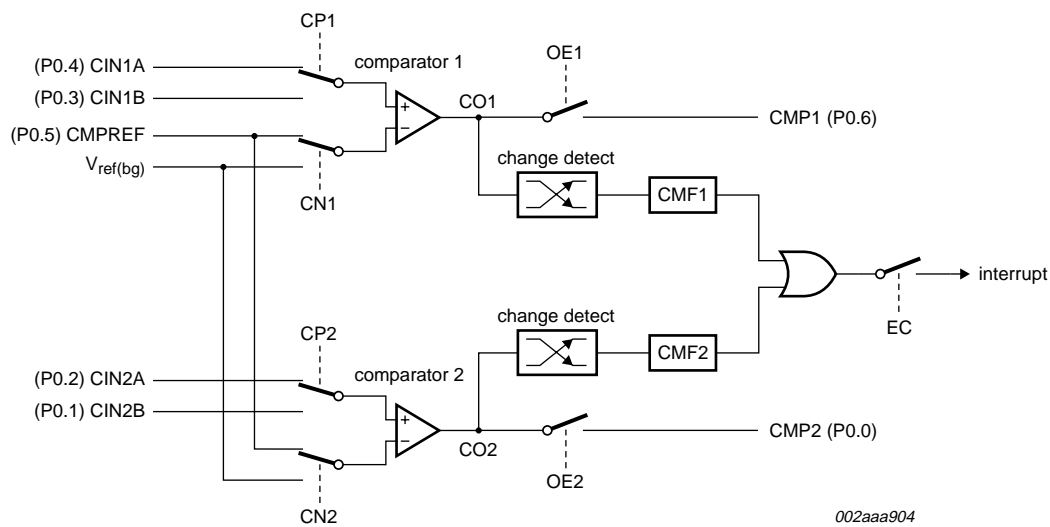 CP1
(P0.4) CIN1A
comparator 1
OE1
(P0.3) CIN1B
+
CO1
CMP1 (P0.6)
(P0.5) CMPREF
−
Vref(bg)
change detect
CN1
CMF1
interrupt
CP2
change detect
EC
CMF2
(P0.2) CIN2A
comparator 2
(P0.1) CIN2B
+
CMP2 (P0.0)
−
CO2
OE2
CN2
002aaa904